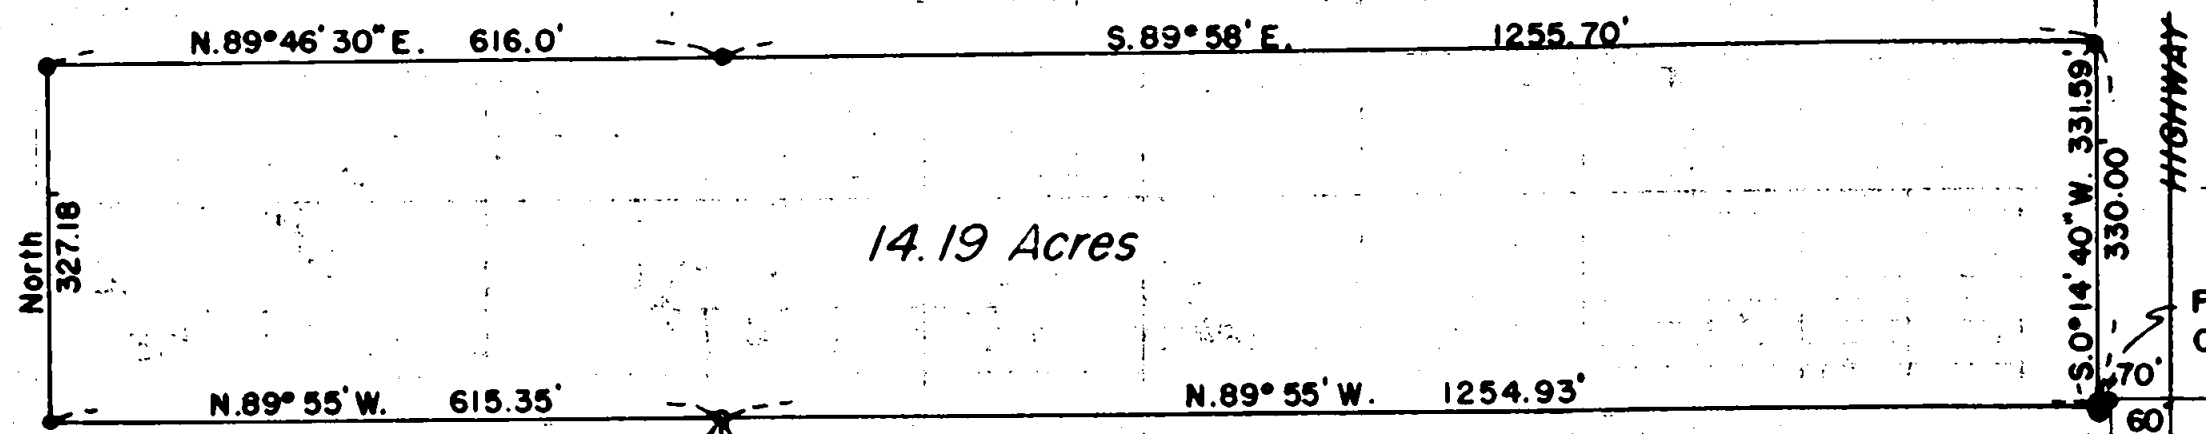 N.89°46'30"E. 616.0'
S.89°58'E. 1255.70'
HIGHWAY
S.0°14'40"W. 331.59'
330.00
North
327.18'
14.19 Acres
N.89°55'W. 615.35'
N.89°55'W. 1254.93'
70'
60'